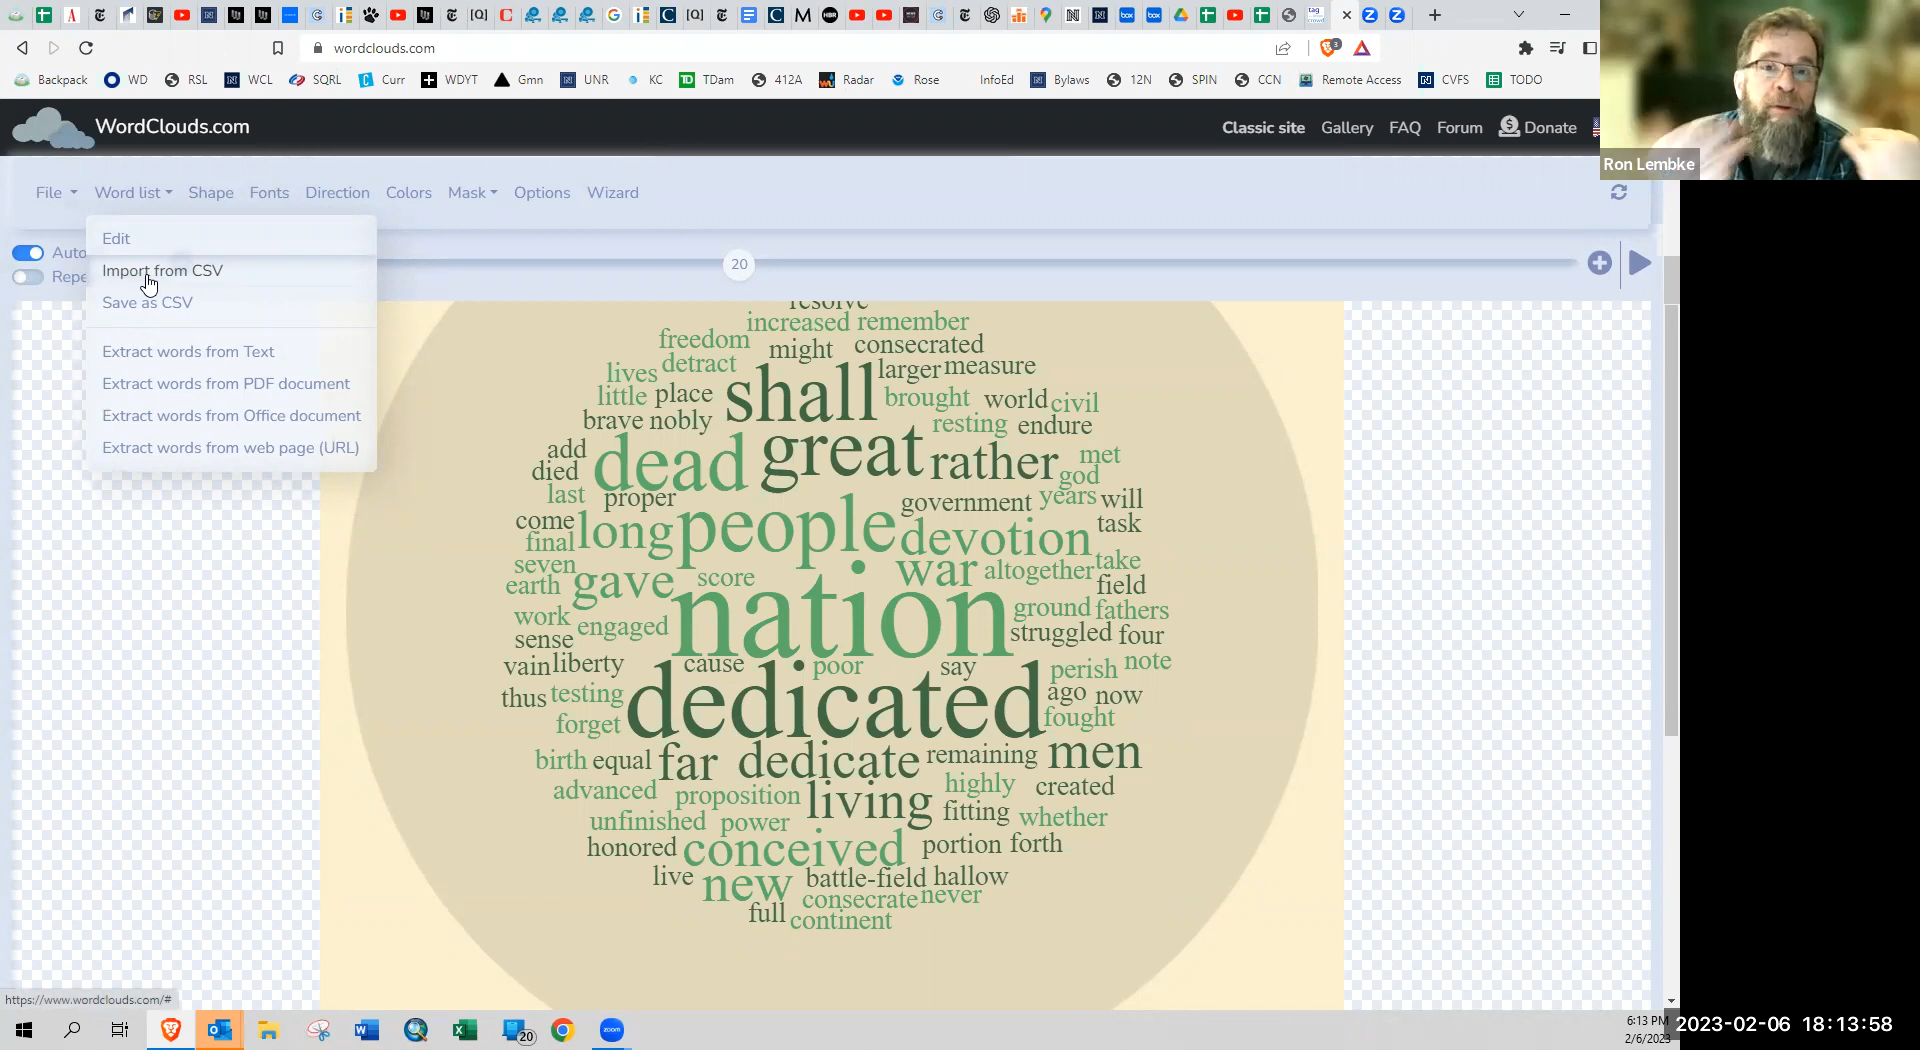 wordclouds.com
3
Backpack WD RSL WCL SQRL Curr WDYT Gmn UNR KC TDam 412A Radar Rose InfoEd Bylaws 12N SPIN CCN Remote Access CVFS TODO
WordClouds.com
Classic site Gallery FAQ Forum Donate
Ron Lembke
File Word list Shape Fonts Direction Colors Mask Options Wizard
Edit
Auto
Import from CSV
Repe
20
Save as CSV
Extract words from Text
Extract words from PDF document
Extract words from Office document
Extract words from web page (URL)
resolve
increased remember
freedom might consecrated
lives detract larger measure
little place shall brought world civil
brave nobly resting endure
add dead great rather met
died god
last proper government years will
come long people devotion task
final
seven gave score war altogether take
earth field
work engaged nation ground fathers
sense struggled four
vain liberty cause poor say perish note
thus testing dedicated ago now
forget fought
birth equal far dedicate remaining men
advanced proposition living highly created
unfinished power fitting whether
honored conceived portion forth
live new battle-field hallow
consecrate never
full continent
https://www.wordclouds.com/#
20
zoom
6:13 PM
2/6/2023
2023-02-06 18:13:58